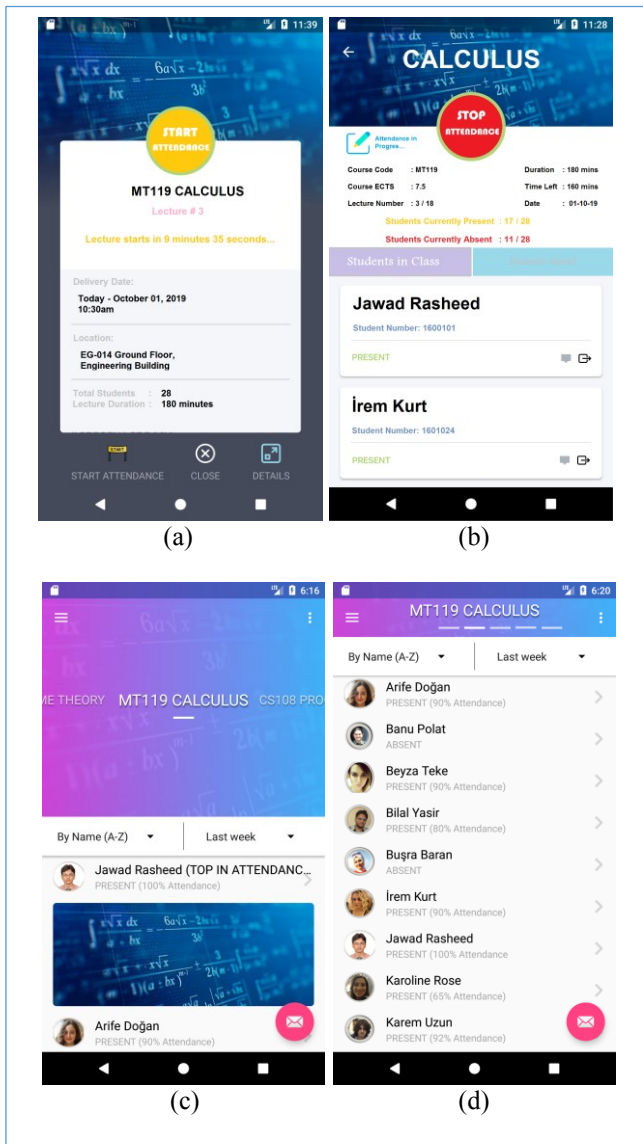 11:39
START
ATTENDANCE
MT119 CALCULUS
Lecture # 3
Lecture starts in 9 minutes 35 seconds...
Delivery Date:
Today - October 01, 2019
10:30am
Location:
EG-014 Ground Floor,
Engineering Building
Total Students : 28
Lecture Duration : 180 minutes
START
START ATTENDANCE CLOSE DETAILS
(a)
11:28
CALCULUS
STOP
ATTENDANCE
Attendance in
Progres...
Course Code : MT119 Duration : 180 mins
Course ECTS : 7.5 Time Left : 160 mins
Lecture Number : 3 / 18 Date : 01-10-19
Students Currently Present : 17 / 28
Students Currently Absent : 11 / 28
Students in Class
Jawad Rasheed
Student Number: 1600101
PRESENT
İrem Kurt
Student Number: 1601024
PRESENT
(b)
6:16
ME THEORY MT119 CALCULUS CS108 PRO
By Name (A-Z) Last week
Jawad Rasheed (TOP IN ATTENDANC...
PRESENT (100% Attendance)
Arife Doğan
PRESENT (90% Attendance)
(c)
6:20
MT119 CALCULUS
By Name (A-Z) Last week
Arife Doğan
PRESENT (90% Attendance)
Banu Polat
ABSENT
Beyza Teke
PRESENT (90% Attendance)
Bilal Yasir
PRESENT (80% Attendance)
Buşra Baran
ABSENT
İrem Kurt
PRESENT (90% Attendance)
Jawad Rasheed
PRESENT (100% Attendance
Karoline Rose
PRESENT (65% Attendance)
Karem Uzun
PRESENT (92% Attendance)
(d)